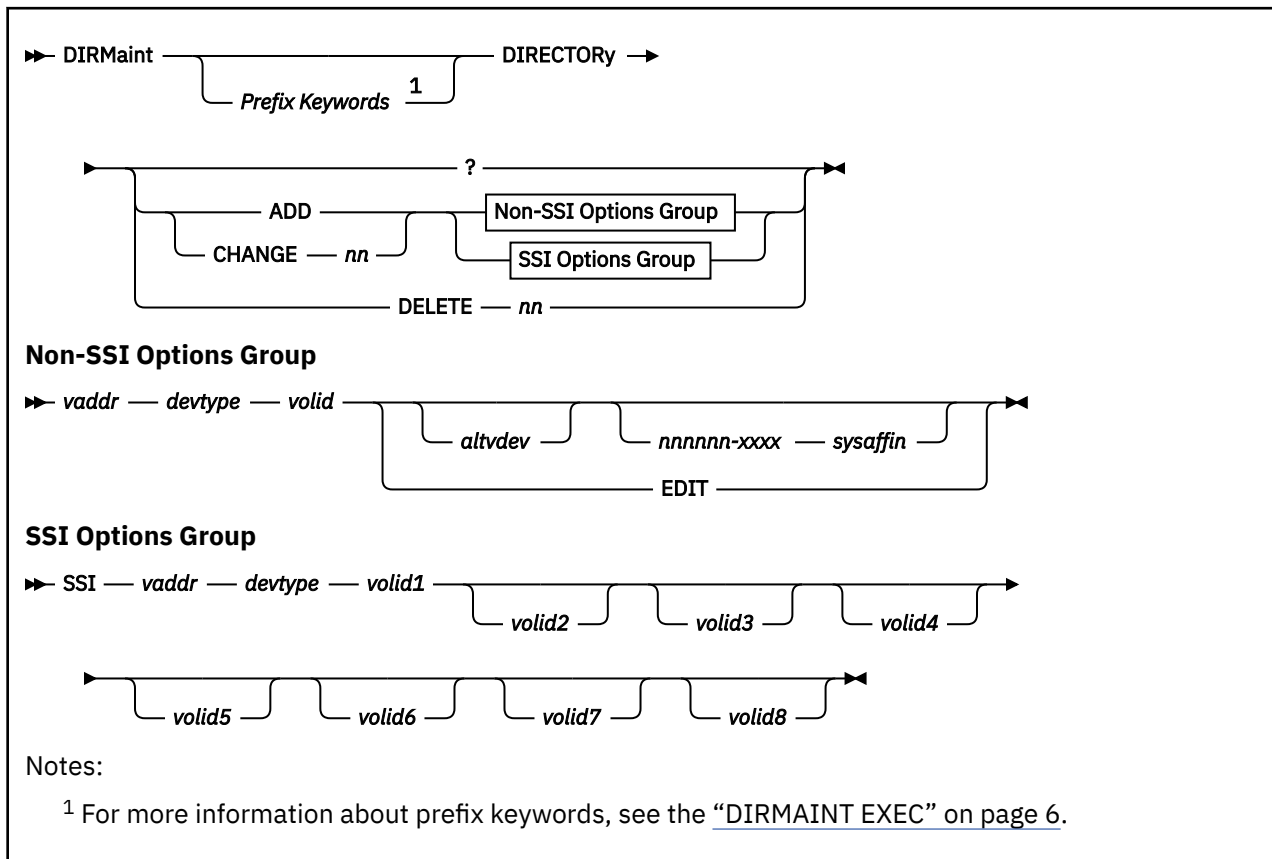 DIRMaint DIRECTORy
Prefix Keywords 1
?
ADD Non-SSI Options Group
CHANGE nn SSI Options Group
DELETE nn
Non-SSI Options Group
vaddr devtype volid
altvdev nnnnnn-xxxx sysaffin
EDIT
SSI Options Group
SSI vaddr devtype volid1
volid2 volid3 volid4
volid5 volid6 volid7 volid8
Notes:
1 For more information about prefix keywords, see the “DIRMAINT EXEC” on page 6.